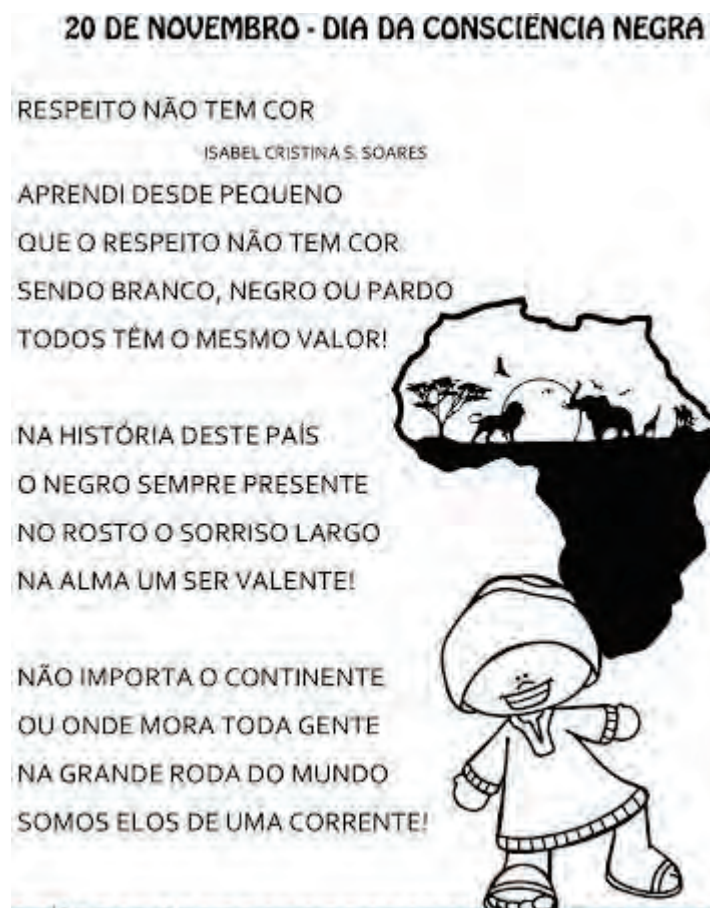 20 DE NOVEMBRO - DIA DA CONSCIÊNCIA NEGRA
RESPEITO NÃO TEM COR
ISABEL CRISTINA S. SOARES
APRENDI DESDE PEQUENO
QUE O RESPEITO NÃO TEM COR
SENDO BRANCO, NEGRO OU PARDO
TODOS TÊM O MESMO VALOR!
NA HISTÓRIA DESTE PAÍS
O NEGRO SEMPRE PRESENTE
NO ROSTO O SORRISO LARGO
NA ALMA UM SER VALENTE!
NÃO IMPORTA O CONTINENTE
OU ONDE MORA TODA GENTE
NA GRANDE RODA DO MUNDO
SOMOS ELOS DE UMA CORRENTE!